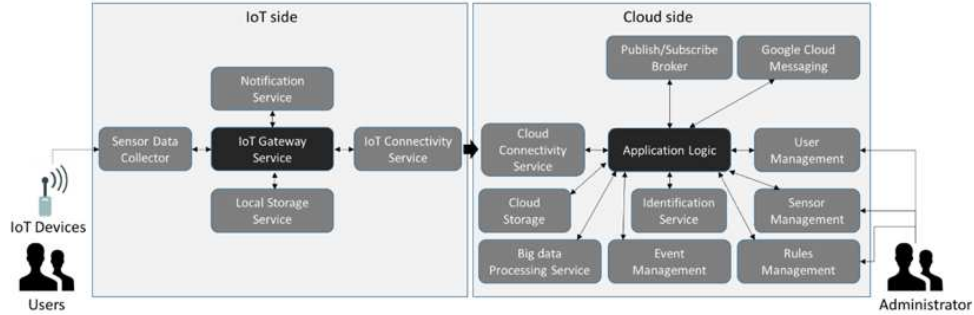 IoT side
Cloud side
Publish/Subscribe
Broker
Google Cloud
Messaging
Notification
Service
Sensor Data
Collector
IoT Gateway
Service
IoT Connectivity
Service
Cloud
Connectivity
Service
Application Logic
User
Management
Local Storage
Service
Cloud
Storage
Identification
Service
Sensor
Management
IoT Devices
Big data
Processing Service
Event
Management
Rules
Management
Users
Administrator